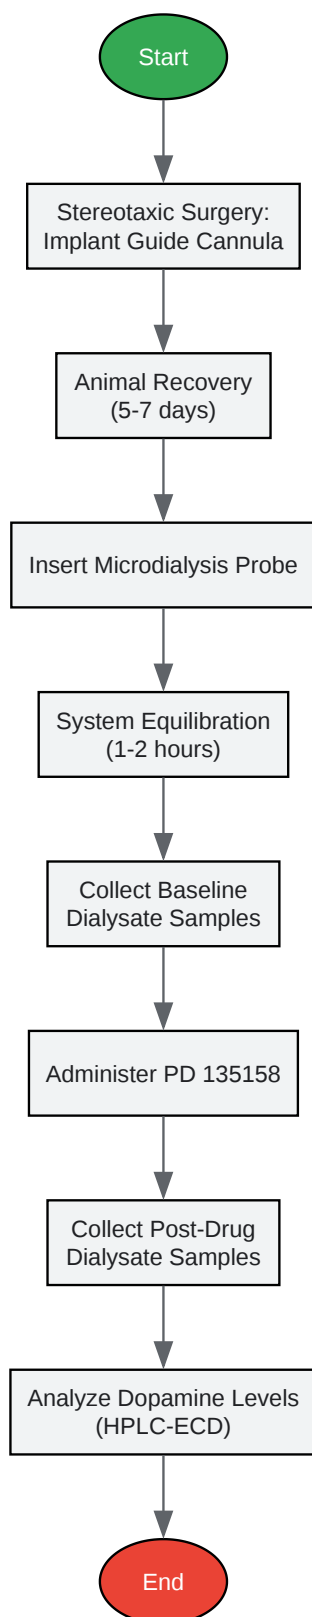 Start
Stereotaxic Surgery:
Implant Guide Cannula
Animal Recovery
(5-7 days)
Insert Microdialysis Probe
System Equilibration
(1-2 hours)
Collect Baseline
Dialysate Samples
Administer PD 135158
Collect Post-Drug
Dialysate Samples
Analyze Dopamine Levels
(HPLC-ECD)
End